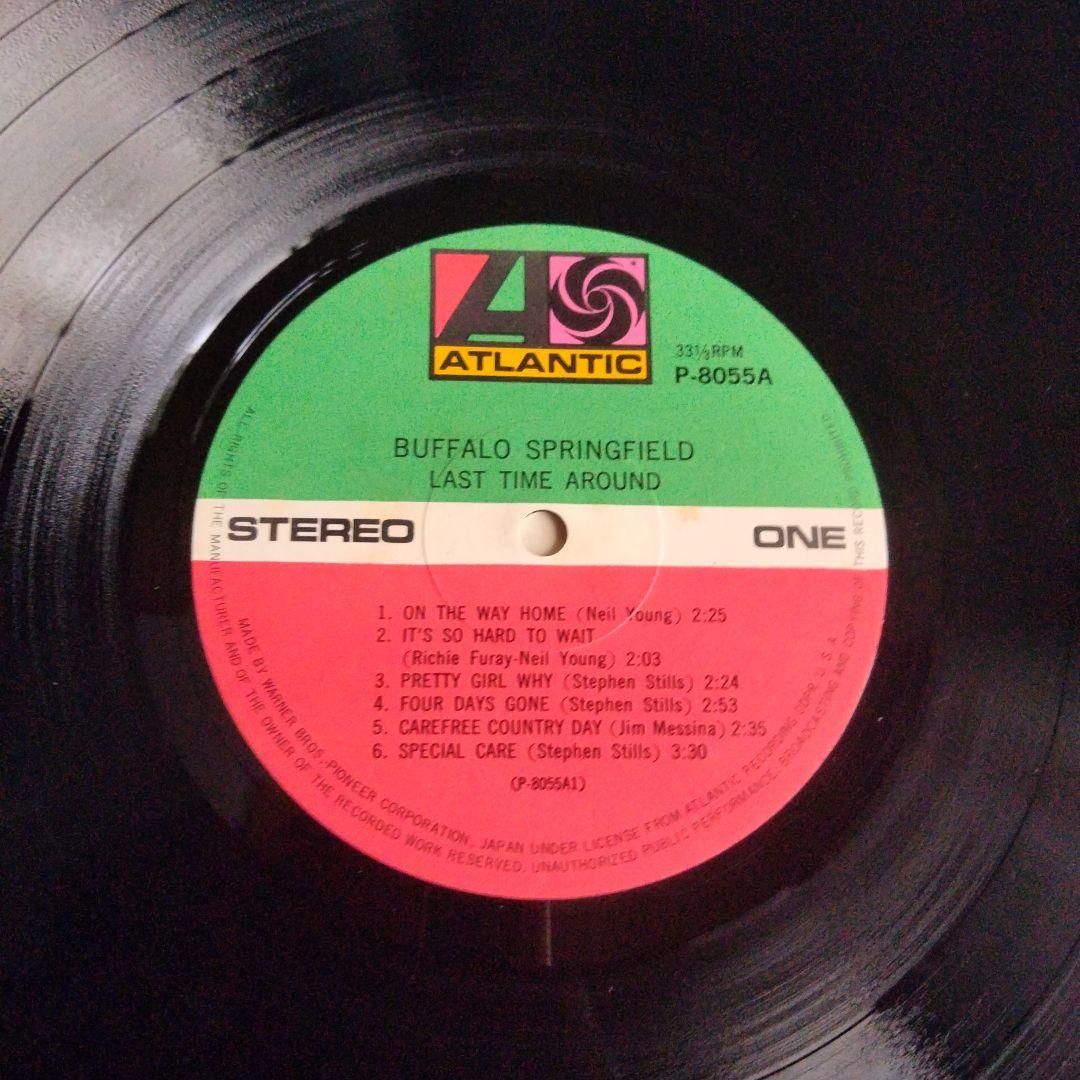 ATLANTIC
33⅓RPM
P-8055A
BUFFALO SPRINGFIELD
LAST TIME AROUND
STEREO
ONE
1. ON THE WAY HOME (Neil Young) 2:25
2. IT'S SO HARD TO WAIT
(Richie Furay-Neil Young) 2:03
3. PRETTY GIRL WHY (Stephen Stills) 2:24
4. FOUR DAYS GONE (Stephen Stills) 2:53
5. CAREFREE COUNTRY DAY (Jim Messina) 2:35
6. SPECIAL CARE (Stephen Stills) 3:30
(P-8055A1)
MADE BY WARNER BROS.-PIONEER CORPORATION, JAPAN UNDER LICENSE FROM ATLANTIC RECORDING CORP. U.S.A.
ALL RIGHTS OF THE MANUFACTURER AND OF THE OWNER OF THE RECORDED WORK RESERVED. UNAUTHORIZED PUBLIC PERFORMANCE, BROADCASTING AND COPYING OF THIS RECORD PROHIBITED